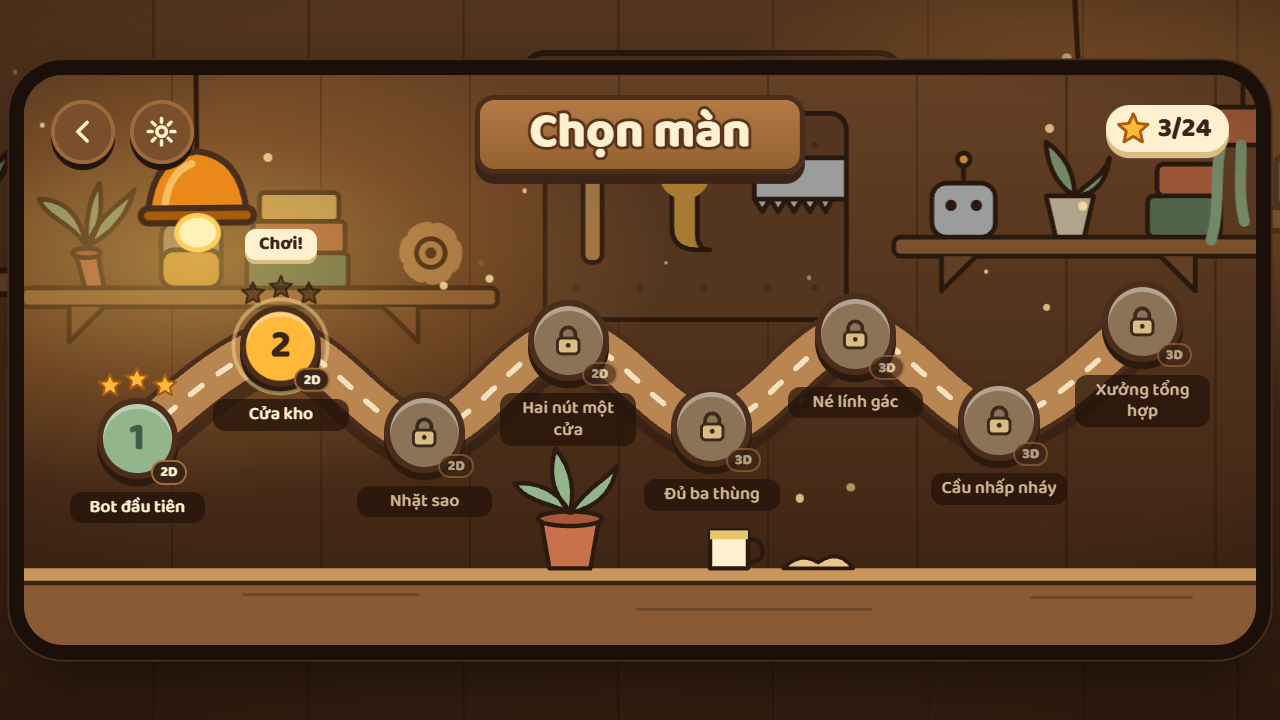 Chọn màn
3/24
Chơi!
2
2D
Cửa kho
1
2D
Bot đầu tiên
2D
Nhặt sao
2D
Hai nút một
cửa
3D
Đủ ba thùng
3D
Né lính gác
3D
Cầu nhấp nháy
3D
Xưởng tổng
hợp